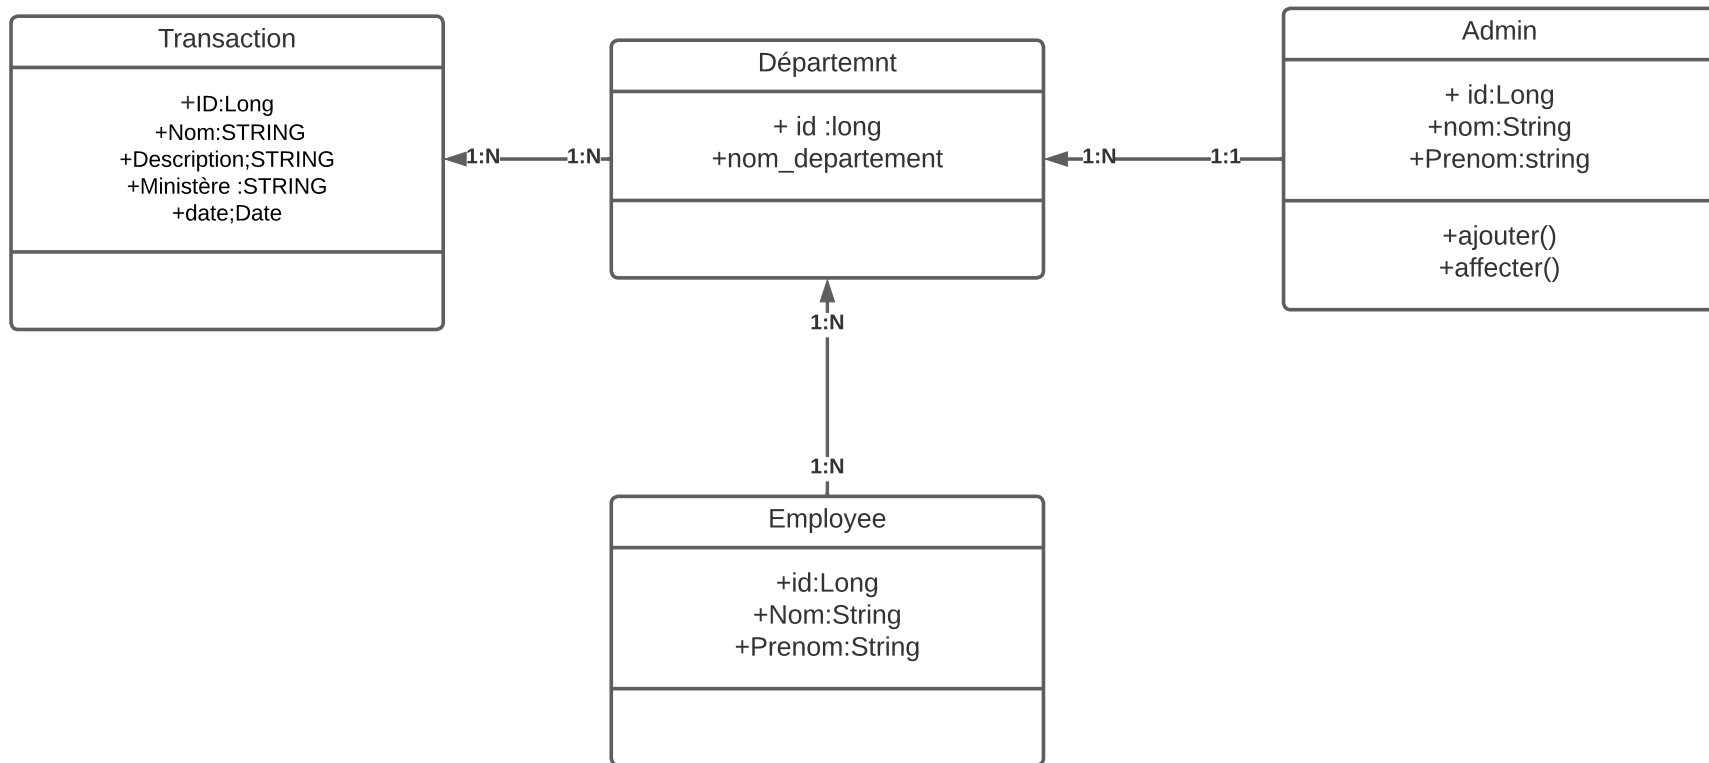 Transaction
+ID:Long
+Nom:STRING
+Description;STRING
+Ministère :STRING
+date;Date
1:N
1:N
Départemnt
+ id :long
+nom_departement
1:N
1:1
Admin
+ id:Long
+nom:String
+Prenom:string
+ajouter()
+affecter()
1:N
1:N
Employee
+id:Long
+Nom:String
+Prenom:String